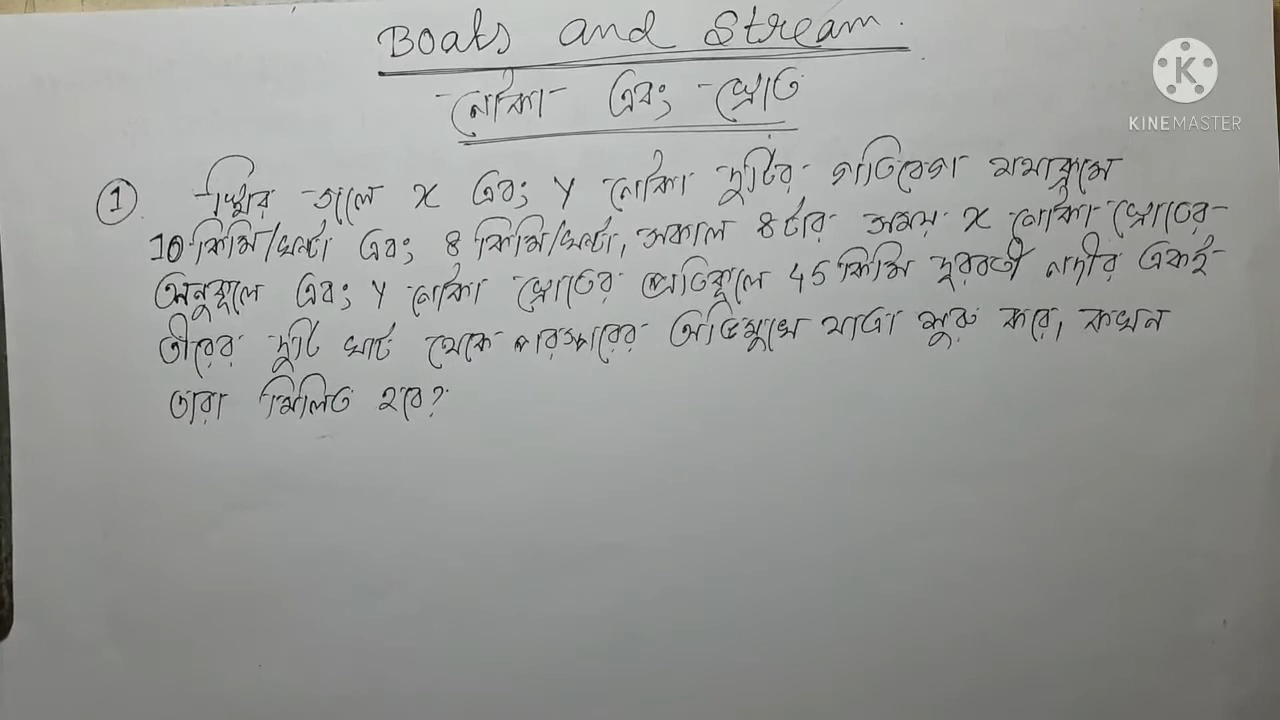 Boats and Stream.
নৌকা এবং স্রোত
K
KINEMASTER
① স্থির জলে x এবং y নৌকা দুটির গতিবেগ যথাক্রমে
10 কিমি/ঘন্টা এবং 8 কিমি/ঘন্টা, সকাল ৪টার সময় x নৌকা স্রোতের
অনুকূলে এবং y নৌকা স্রোতের প্রতিকূলে 45 কিমি দূরবর্তী নদীর একই
তীরের দুটি ঘাট থেকে পরস্পরের অভিমুখে যাত্রা শুরু করে, কখন
তারা মিলিত হবে?